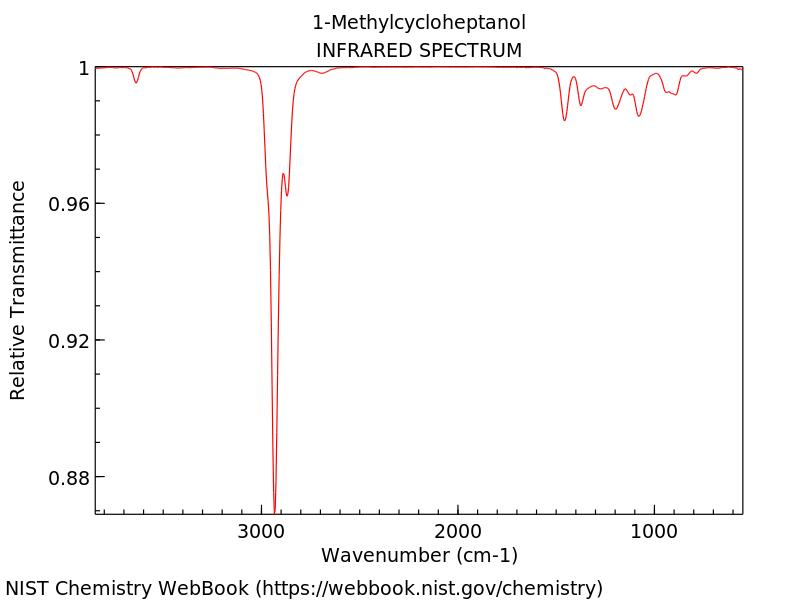 1-Methylcycloheptanol
INFRARED SPECTRUM
1
0.96
0.92
0.88
Relative Transmittance
3000 2000 1000
Wavenumber (cm-1)
NIST Chemistry WebBook (https://webbook.nist.gov/chemistry)